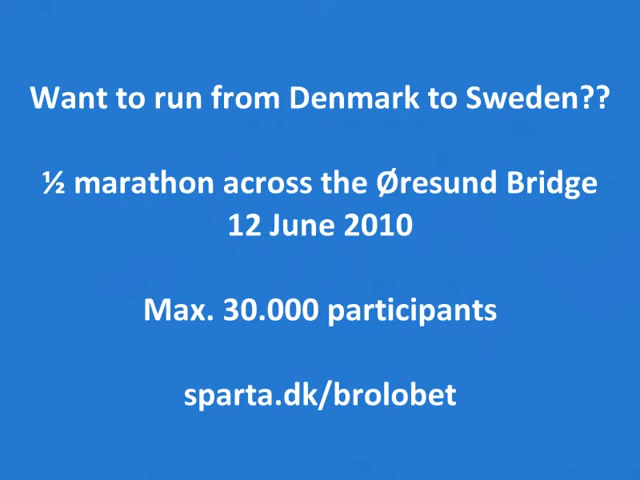 Want to run from Denmark to Sweden??
½ marathon across the Øresund Bridge
12 June 2010
Max. 30.000 participants
sparta.dk/brolobet